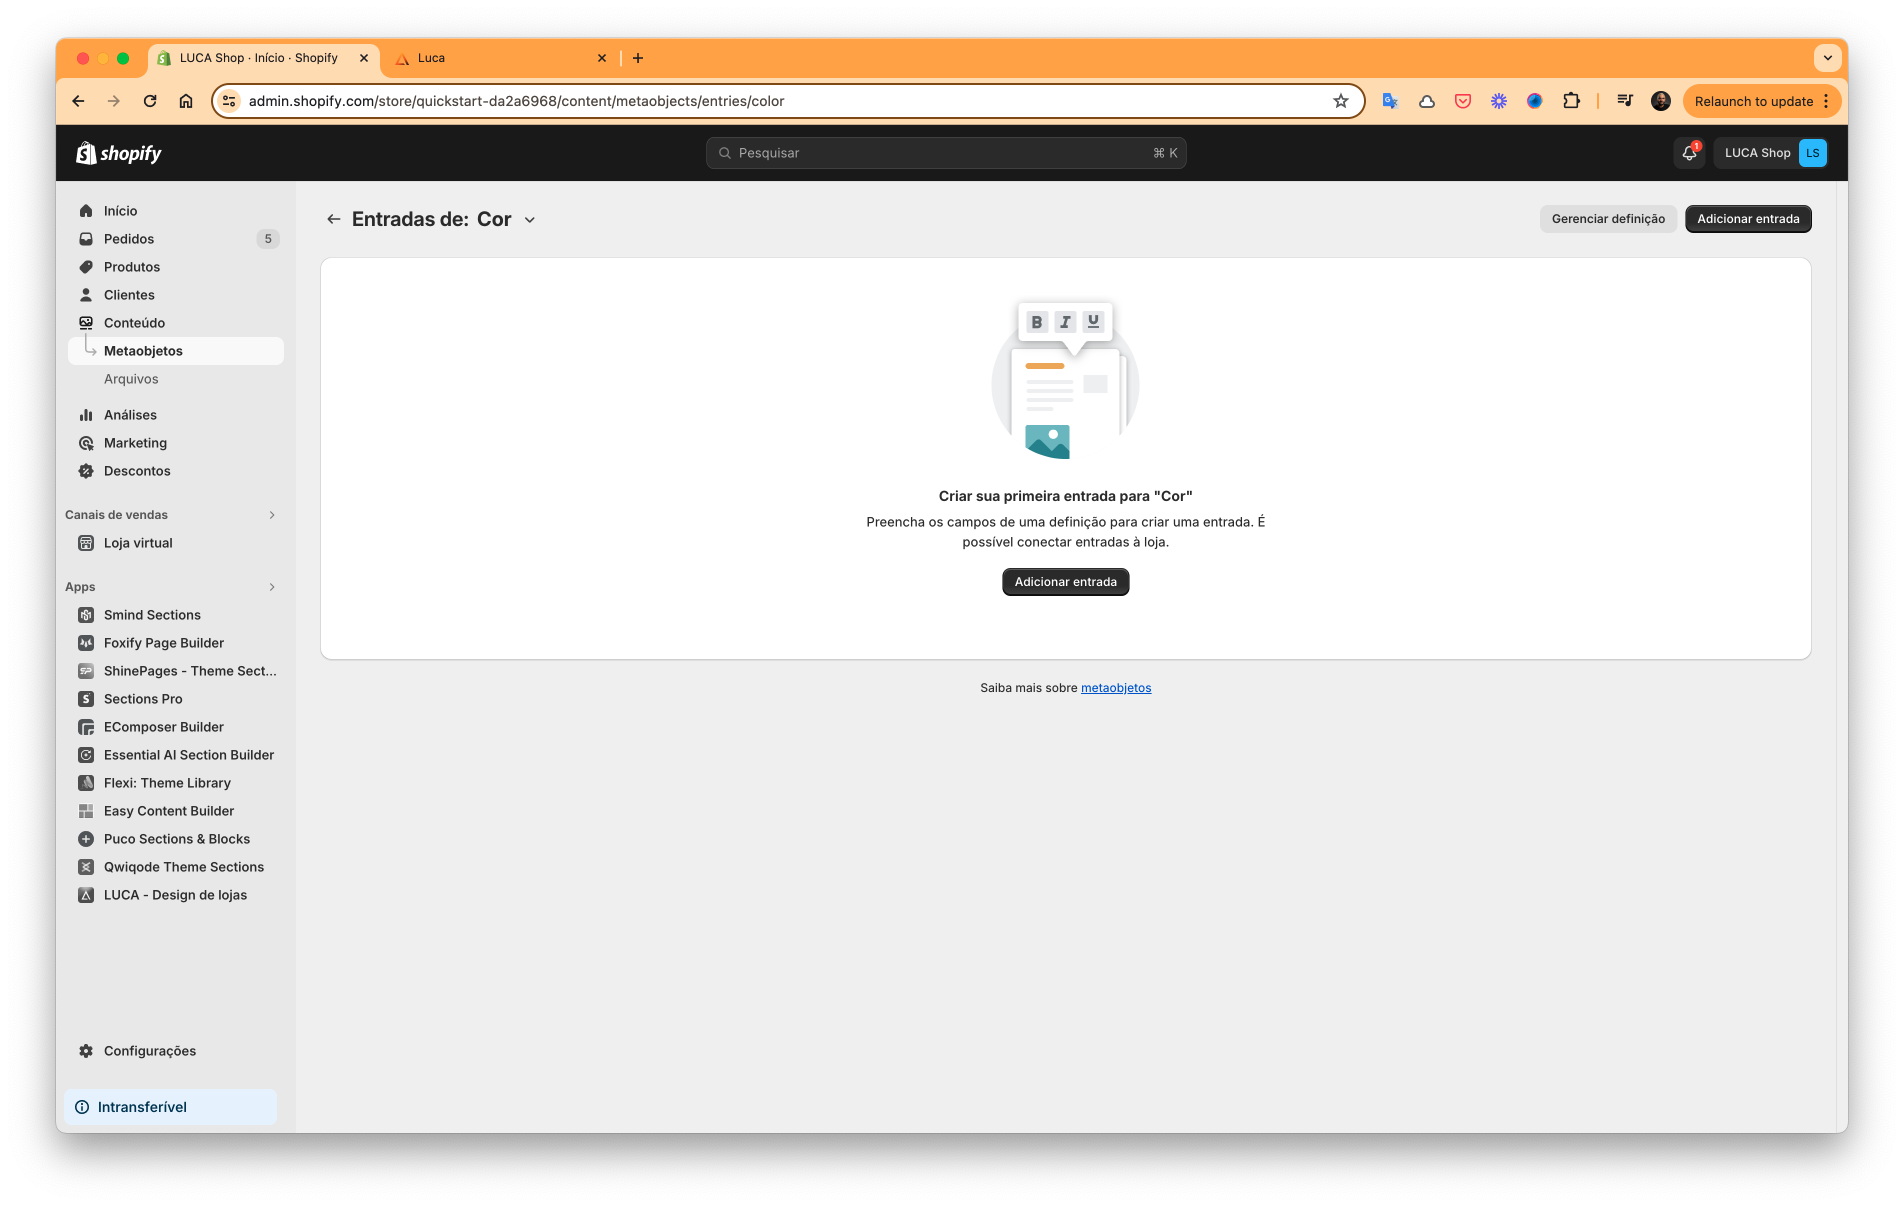 LUCA Shop · Início · Shopify
Luca
admin.shopify.com/store/quickstart-da2a6968/content/metaobjects/entries/color
Relaunch to update
shopify
Pesquisar
⌘ K
1
LUCA Shop
LS
Início
Pedidos
5
Produtos
Clientes
Conteúdo
Metaobjetos
Arquivos
Análises
Marketing
Descontos
Canais de vendas
Loja virtual
Apps
Smind Sections
Foxify Page Builder
ShinePages - Theme Sect...
Sections Pro
EComposer Builder
Essential AI Section Builder
Flexi: Theme Library
Easy Content Builder
Puco Sections & Blocks
Qwiqode Theme Sections
LUCA - Design de lojas
Configurações
Intransferível
Entradas de: Cor
Gerenciar definição
Adicionar entrada
B I U
Criar sua primeira entrada para "Cor"
Preencha os campos de uma definição para criar uma entrada. É
possível conectar entradas à loja.
Adicionar entrada
Saiba mais sobre metaobjetos